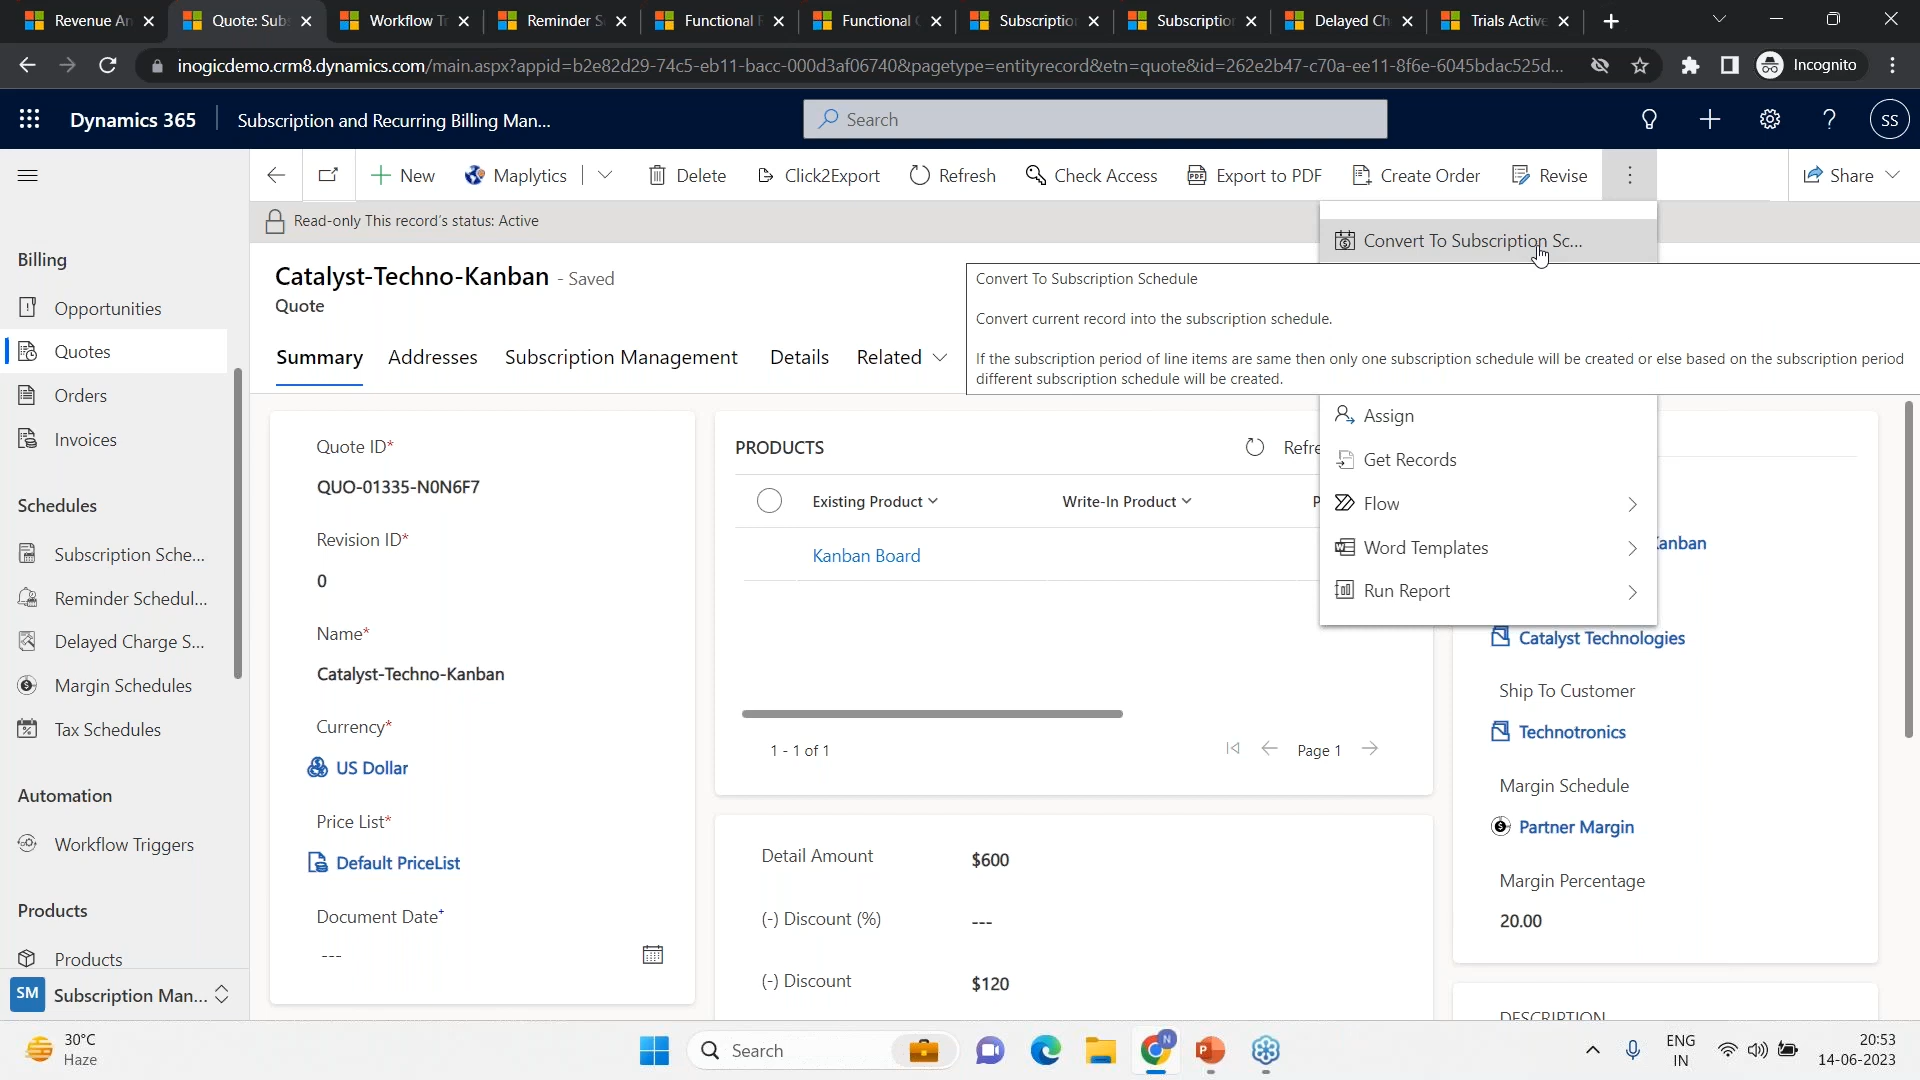 Revenue An
Quote: Sub
Workflow Tr
Reminder S
Functional F
Functional C
Subscription
Subscription
Delayed Ch
Trials Active
inogicdemo.crm8.dynamics.com/main.aspx?appid=b2e82d29-74c5-eb11-bacc-000d3af06740&pagetype=entityrecord&etn=quote&id=262e2b47-c70a-ee11-8f6e-6045bdac525d...
Incognito
Dynamics 365
Subscription and Recurring Billing Man...
Search
SS
New
Maplytics
Delete
Click2Export
Refresh
Check Access
Export to PDF
Create Order
Revise
Share
Read-only This record's status: Active
Convert To Subscription Sc...
Convert To Subscription Schedule
Convert current record into the subscription schedule.
If the subscription period of line items are same then only one subscription schedule will be created or else based on the subscription period
different subscription schedule will be created.
Assign
Get Records
Flow
Word Templates
Run Report
Billing
Opportunities
Quotes
Orders
Invoices
Schedules
Subscription Sche...
Reminder Schedul...
Delayed Charge S...
Margin Schedules
Tax Schedules
Automation
Workflow Triggers
Products
Products
SM
Subscription Man...
Catalyst-Techno-Kanban - Saved
Quote
Summary
Addresses
Subscription Management
Details
Related
Quote ID*
QUO-01335-N0N6F7
Revision ID*
0
Name*
Catalyst-Techno-Kanban
Currency*
US Dollar
Price List*
Default PriceList
Document Date+
---
PRODUCTS
Refre
Existing Product
Write-In Product
P
Kanban Board
1 - 1 of 1
Page 1
Detail Amount
$600
(-) Discount (%)
---
(-) Discount
$120
anban
Catalyst Technologies
Ship To Customer
Technotronics
Margin Schedule
Partner Margin
Margin Percentage
20.00
DESCRIPTION
30°C
Haze
Search
N
ENG
IN
20:53
14-06-2023